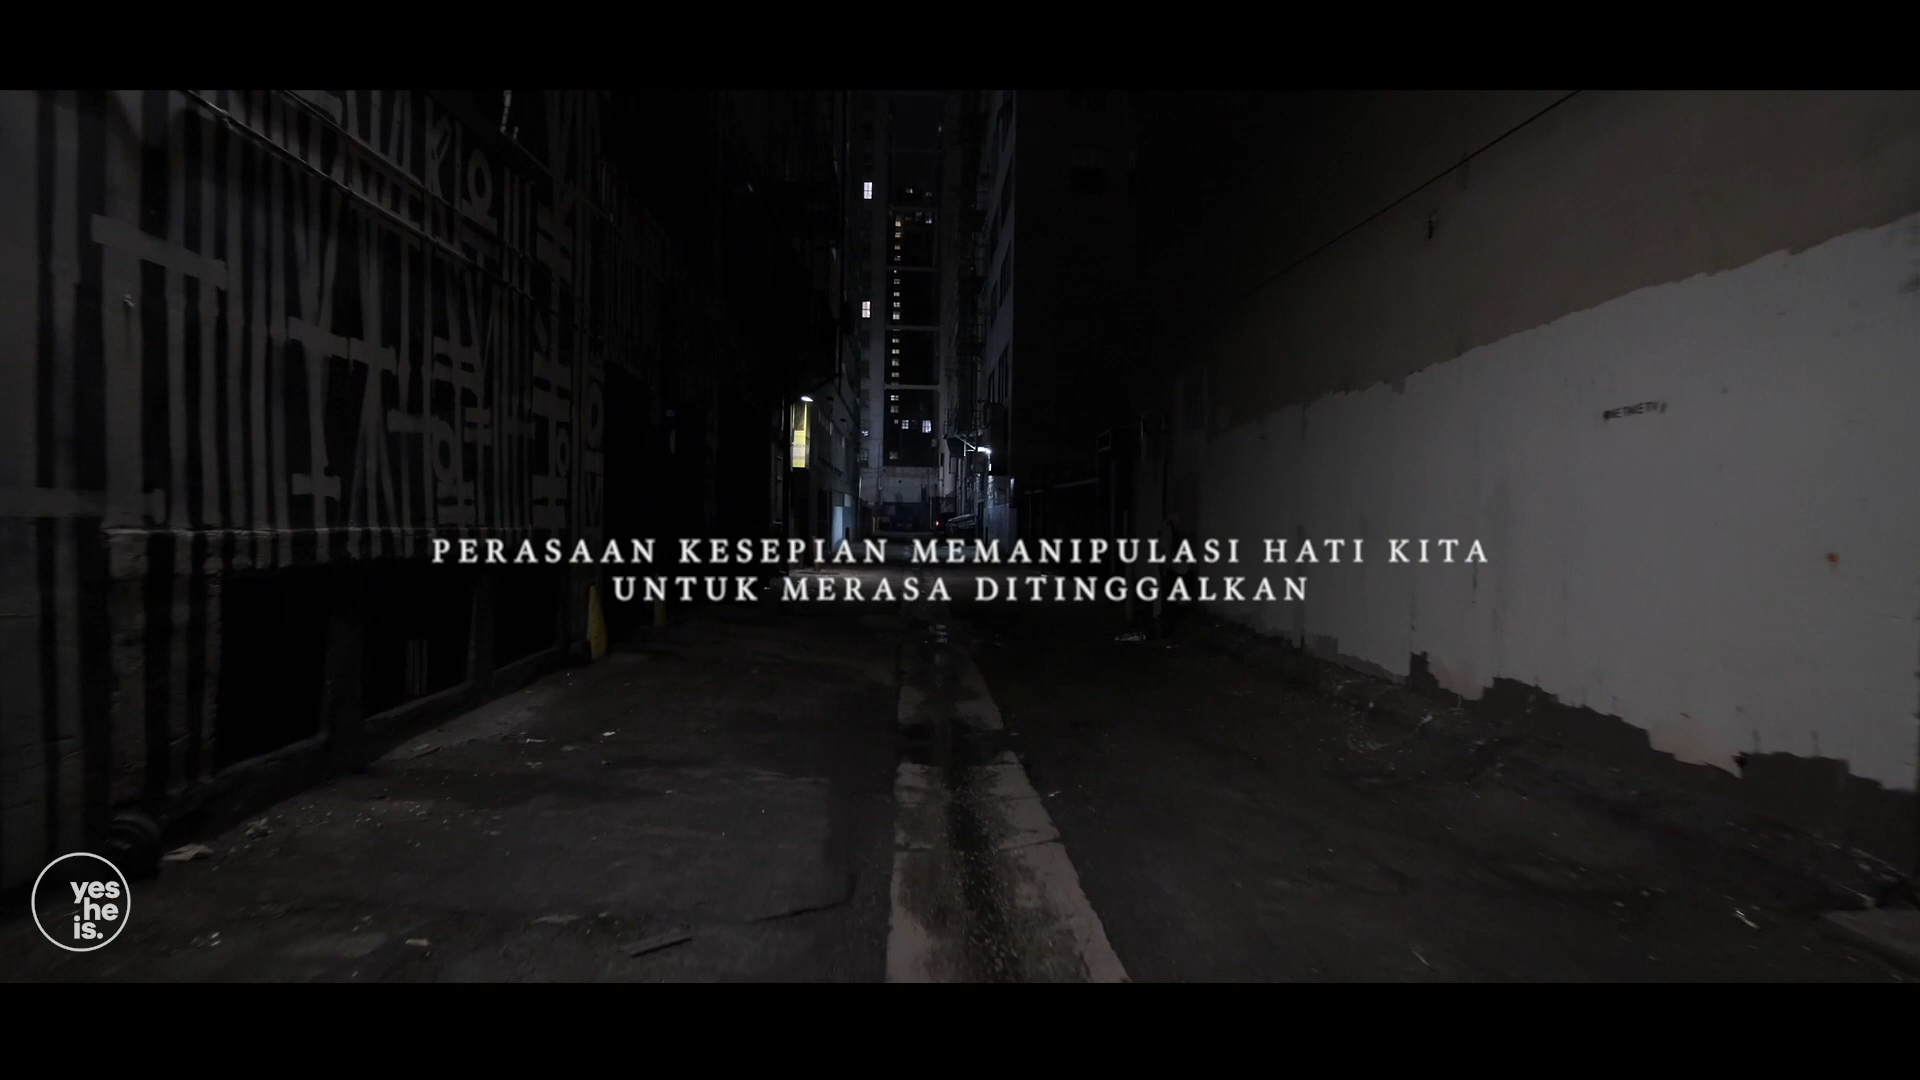 PERASAAN KESEPIAN MEMANIPULASI HATI KITA
UNTUK MERASA DITINGGALKAN
yes
he
is.